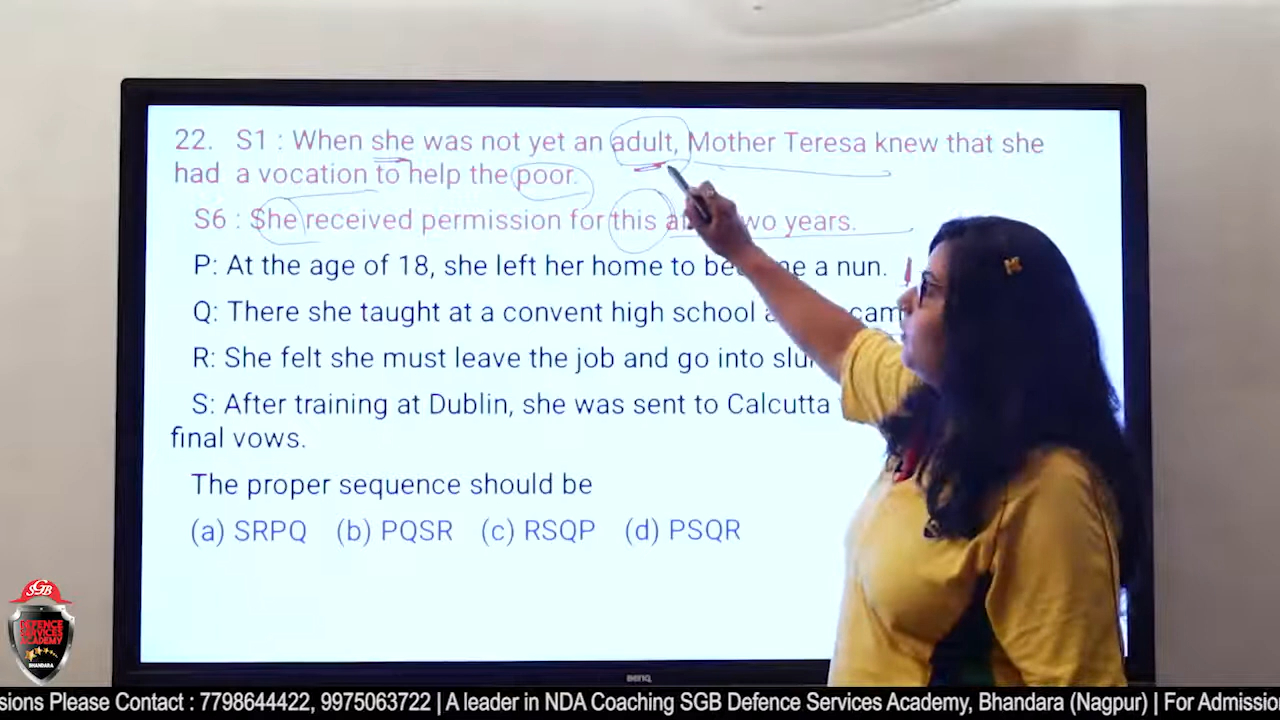 22. S1 : When she was not yet an adult, Mother Teresa knew that she
had a vocation to help the poor.
S6 : She received permission for this two years.
P: At the age of 18, she left her home to become a nun.
Q: There she taught at a convent high school
R: She felt she must leave the job and go into
S: After training at Dublin, she was sent to Calcutta
final vows.
The proper sequence should be
(a) SRPQ (b) PQSR (c) RSQP (d) PSQR
BenQ
SGB
DEFENCE
SERVICES
ACADEMY
BHANDARA
sions Please Contact : 7798644422, 9975063722 | A leader in NDA Coaching SGB Defence Services Academy, Bhandara (Nagpur) | For Admissio